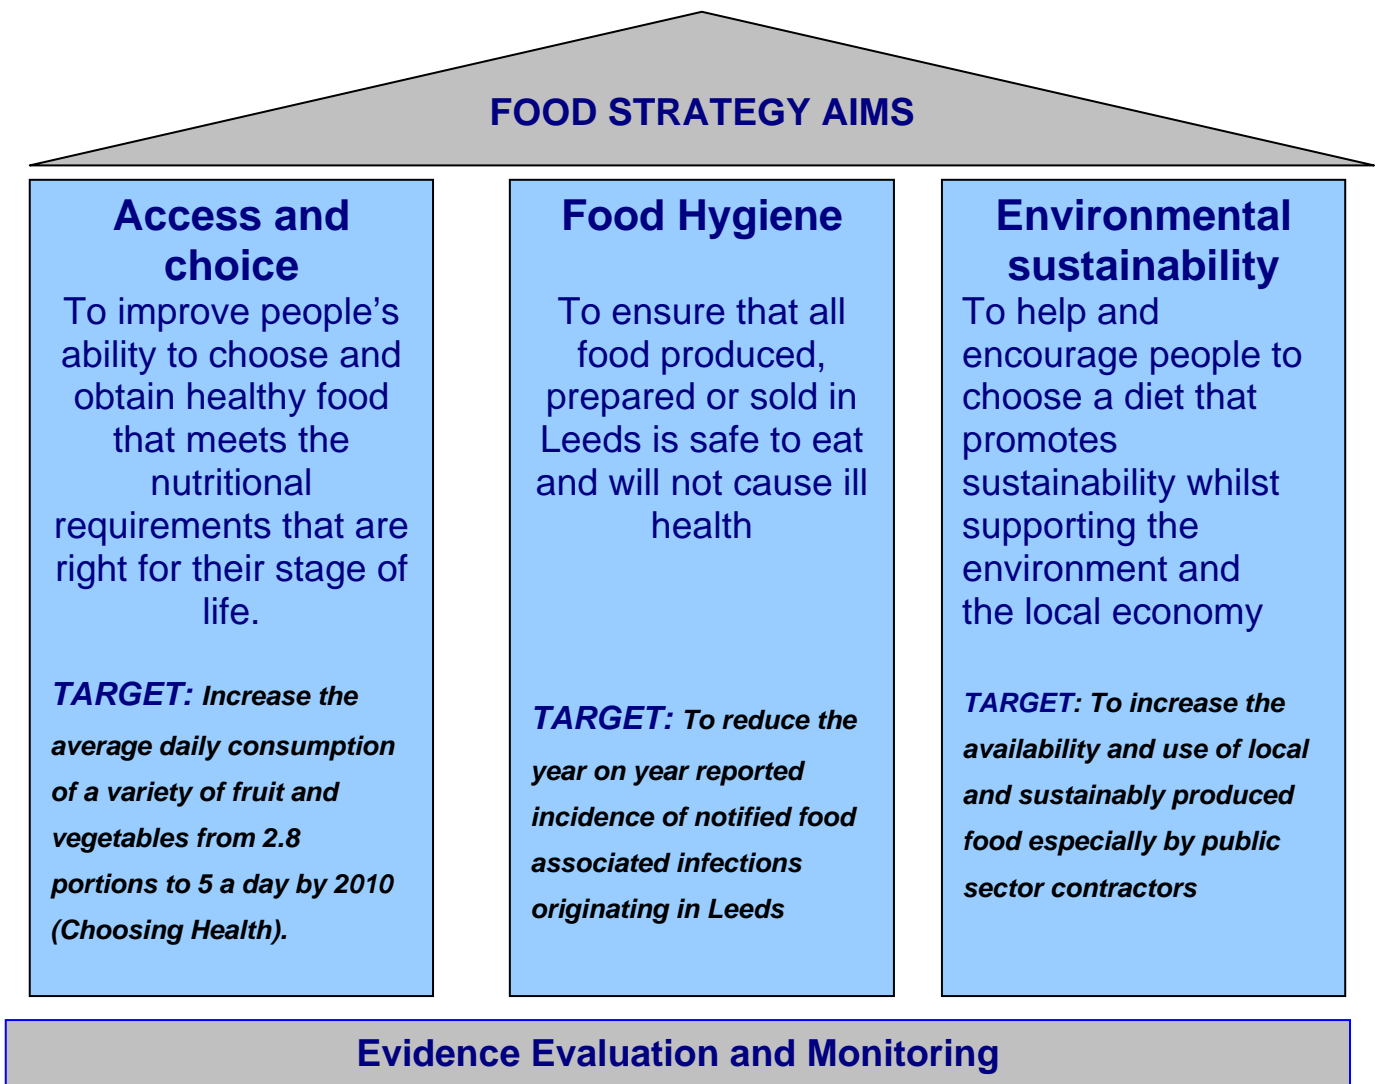 FOOD STRATEGY AIMS
Access and
choice
To improve people’s
ability to choose and
obtain healthy food
that meets the
nutritional
requirements that are
right for their stage of
life.
TARGET: Increase the
average daily consumption
of a variety of fruit and
vegetables from 2.8
portions to 5 a day by 2010
(Choosing Health).
Food Hygiene
To ensure that all
food produced,
prepared or sold in
Leeds is safe to eat
and will not cause ill
health
TARGET: To reduce the
year on year reported
incidence of notified food
associated infections
originating in Leeds
Environmental
sustainability
To help and
encourage people to
choose a diet that
promotes
sustainability whilst
supporting the
environment and
the local economy
TARGET: To increase the
availability and use of local
and sustainably produced
food especially by public
sector contractors
Evidence Evaluation and Monitoring